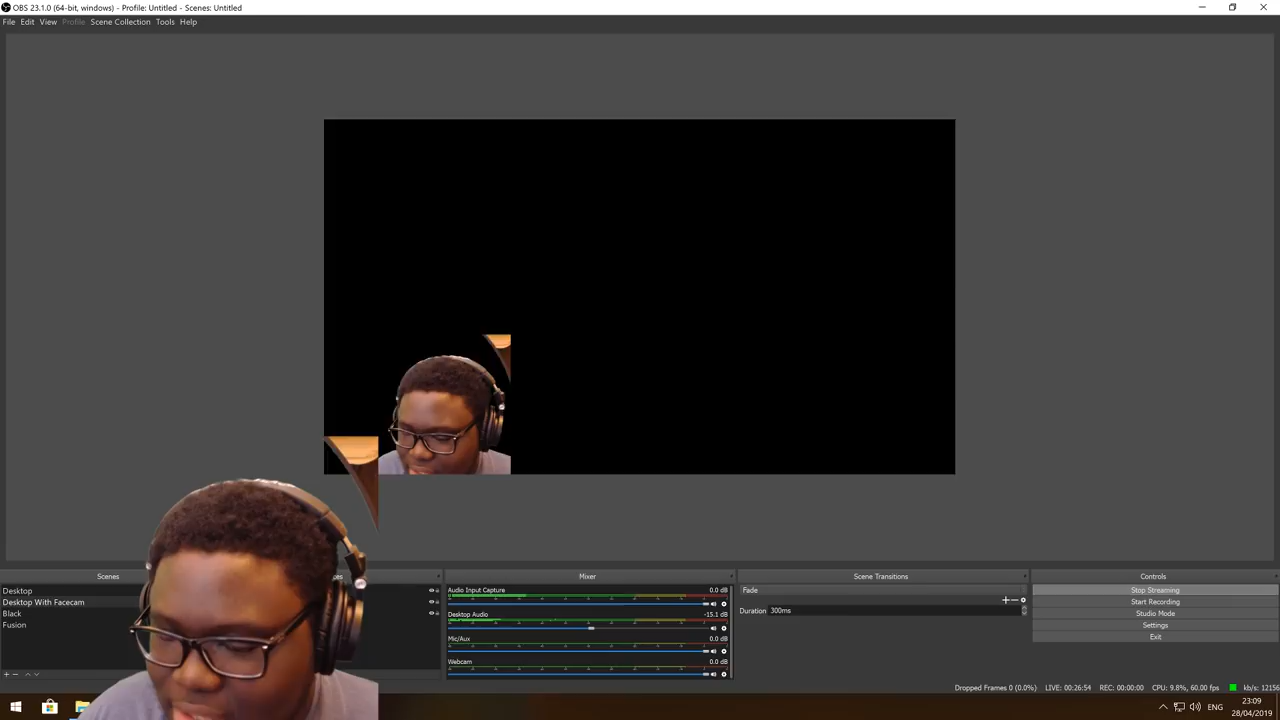 OBS 23.1.0 (64-bit, windows) - Profile: Untitled - Scenes: Untitled
File Edit View Profile Scene Collection Tools Help
Scenes
Mixer
Scene Transitions
Controls
Desktop
Desktop With Facecam
Black
Fusion
Audio Input Capture 0.0 dB
Desktop Audio -15.1 dB
Mic/Aux 0.0 dB
Webcam 0.0 dB
Fade
Duration 300ms
Stop Streaming
Start Recording
Studio Mode
Settings
Exit
Dropped Frames 0 (0.0%) LIVE: 00:26:54 REC: 00:00:00 CPU: 9.8%, 60.00 fps kb/s: 12156
ENG
23:09
28/04/2019